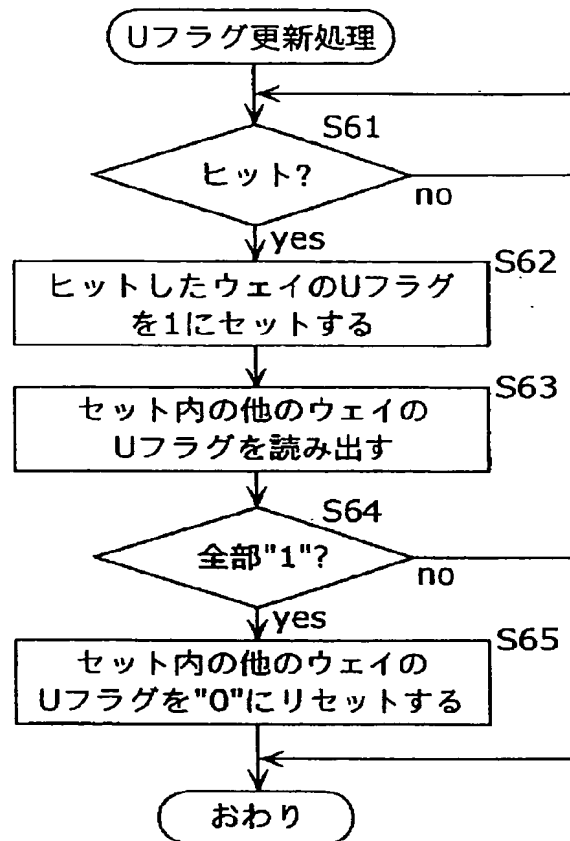 Uフラグ更新処理
S61
ヒット?
no
yes
S62
ヒットしたウェイのUフラグ
を1にセットする
S63
セット内の他のウェイの
Uフラグを読み出す
S64
全部"1"?
no
yes
S65
セット内の他のウェイの
Uフラグを"0"にリセットする
おわり